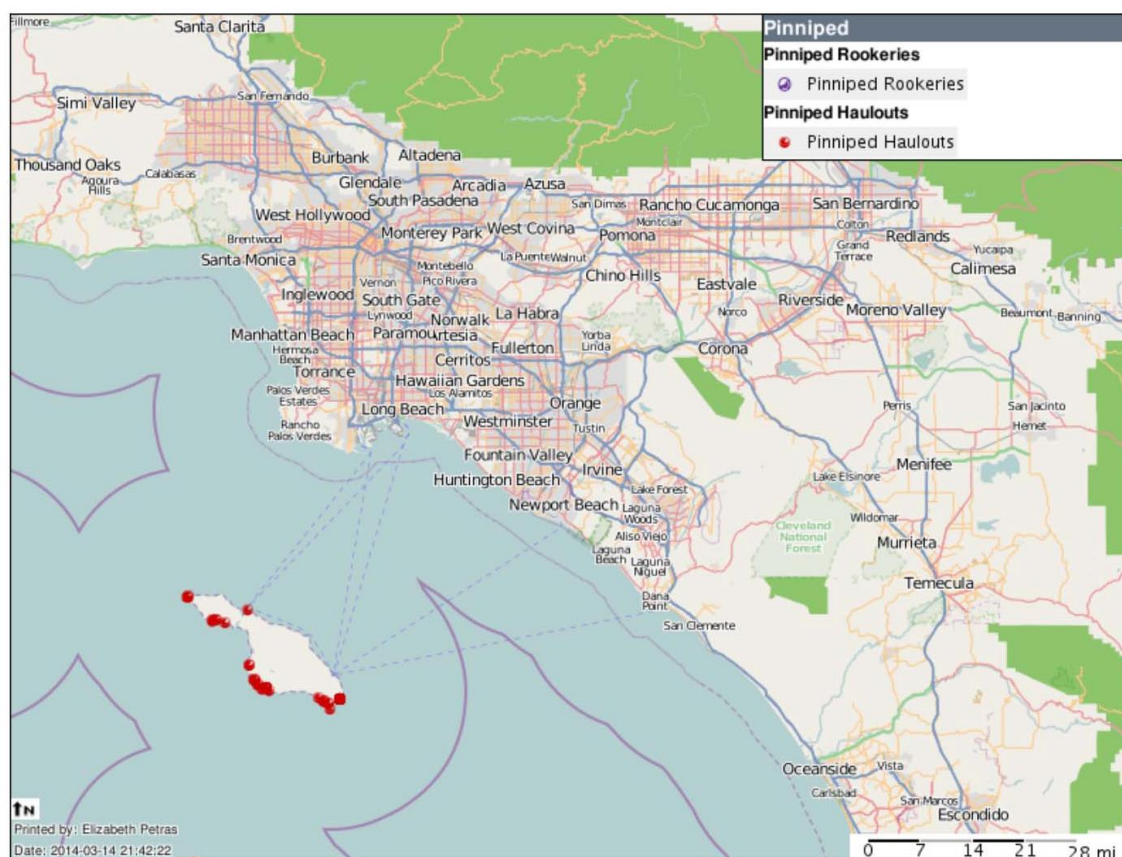 Fillmore
Santa Clarita
Pinniped
Pinniped Rookeries
Pinniped Rookeries
Pinniped Haulouts
Pinniped Haulouts
Simi Valley
San Fernando
Thousand Oaks
Agoura
Hills
Calabasas
Burbank
Altadena
Glendale
Arcadia
Azusa
South Pasadena
San Dimas
Rancho Cucamonga
San Bernardino
West Hollywood
Monterey Park
West Covina
Montclair
Pomona
Colton
Grand
Terrace
Redlands
Brentwood
Santa Monica
La Puente
Walnut
Yucaipa
Calimesa
Montebello
Pico Rivera
Chino Hills
Vernon
Inglewood
South Gate
Eastvale
Riverside
Moreno Valley
Beaumont
Banning
Lynwood
Norwalk
La Habra
Norco
Manhattan Beach
Paramou
rtesia
Yorba
Linda
Hermosa
Beach
Cerritos
Fullerton
Corona
Torrance
Hawaiian Gardens
Palos Verdes
Estates
Los Alamitos
Long Beach
Orange
Perris
San Jacinto
Hemet
Rancho
Palos Verdes
Westminster
Tustin
Fountain Valley
Irvine
Menifee
Huntington Beach
Lake Forest
Lake Elsinore
Newport Beach
Laguna
Woods
Wildomar
Cleveland
National
Forest
Murrieta
Aliso Viejo
Laguna
Beach
Laguna
Niguel
Temecula
Dana
Point
San Clemente
Oceanside
Vista
Carlsbad
San Marcos
Escondido
N
Printed by: Elizabeth Petras
Date: 2014-03-14 21:42:22
0 7 14 21 28 mi